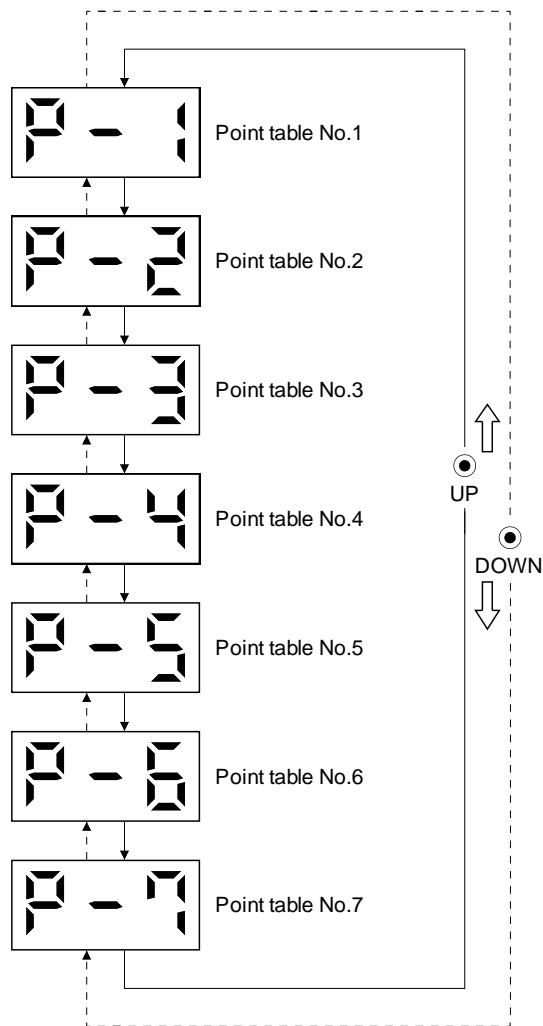 P - 1 Point table No.1
P - 2 Point table No.2
P - 3 Point table No.3
P - 4 Point table No.4
UP
DOWN
P - 5 Point table No.5
P - 6 Point table No.6
P - 7 Point table No.7